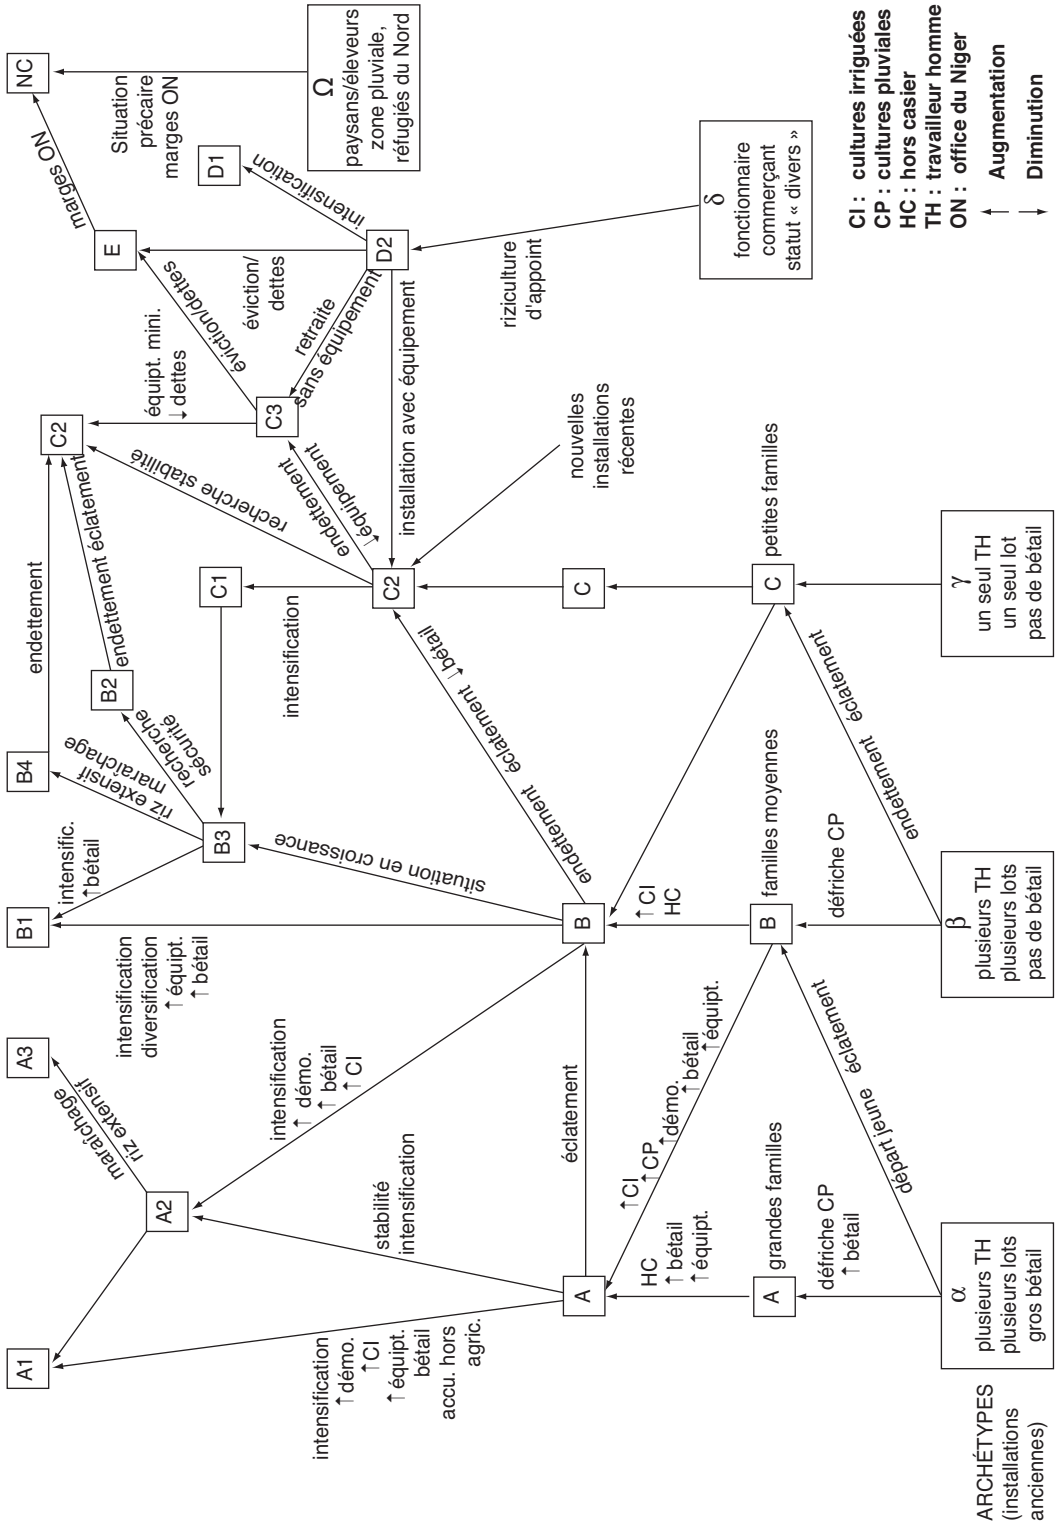 A1
A3
B1
B4
C2
NC
intensification
↑démo.
↑CI
↑équipt.
bétail
accu. hors
agric.
A2
maraîchage
riz extensif
stabilité
intensification
intensification
↑ démo.
↑ bétail
↑CI
intensification
diversification
↑ équipt.
↑ bétail
intensific.
↑bétail
B3
riz extensif
maraîchage
recherche
sécurité
B2
endettement
endettement éclatement
situation en croissance
C1
intensification
recherche stabilité
équipt. mini.
↓ dettes
C3
éviction/dettes
E
marges ON
éviction/
dettes
D1
intensification
D2
retraite
sans équipement
Situation
précaire
marges ON
Ω
paysans/éleveurs
zone pluviale,
réfugiés du Nord
endettement
↓équipement
C2
installation avec équipement
riziculture
d'appoint
A
éclatement
B
endettement éclatement ↓bétail
C
nouvelles
installations
récentes
HC
↑ bétail
↑ équipt.
↑CI
↑CP
↑démo.
↑bétail
↑équipt.
↑ CI
HC
A
grandes familles
B
familles moyennes
C
petites familles
défriche CP
↑ bétail
départ jeune éclatement
défriche CP
endettement éclatement
ARCHÉTYPES
(installations
anciennes)
α
plusieurs TH
plusieurs lots
gros bétail
β
plusieurs TH
plusieurs lots
pas de bétail
γ
un seul TH
un seul lot
pas de bétail
δ
fonctionnaire
commerçant
statut « divers »
CI : cultures irriguées
CP : cultures pluviales
HC : hors casier
TH : travailleur homme
ON : office du Niger
↑ Augmentation
↓ Diminution